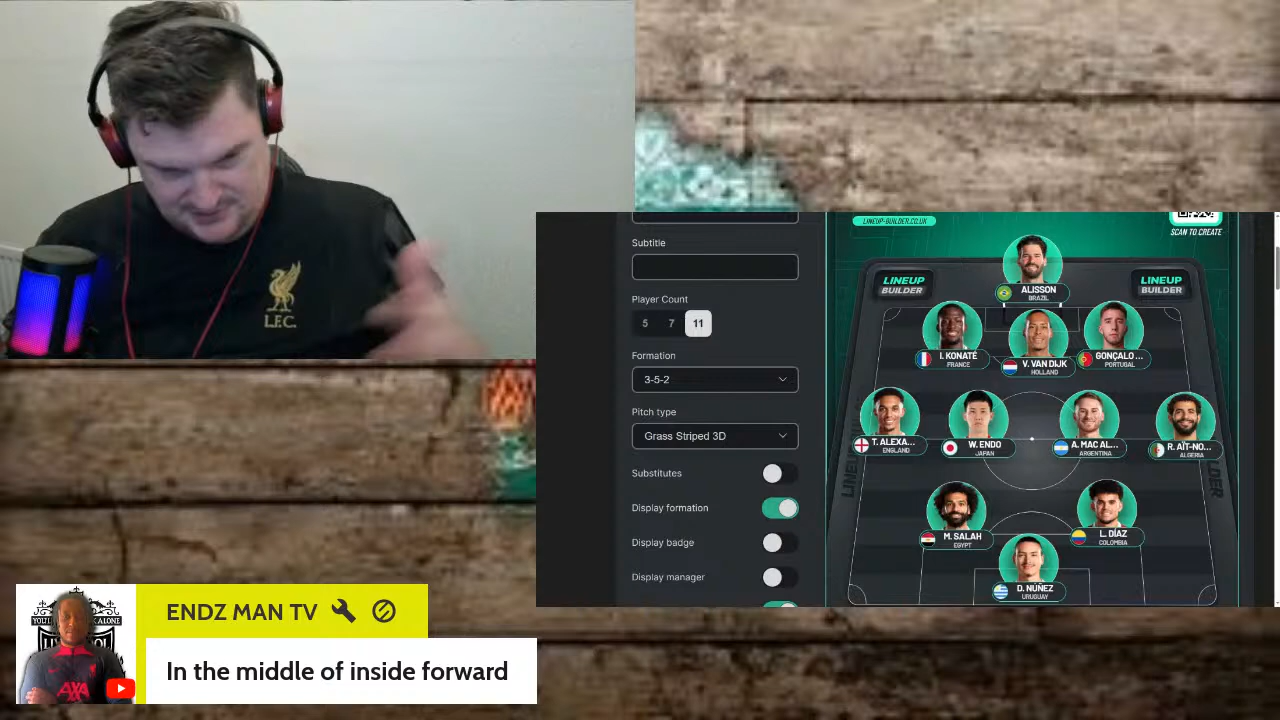 L.F.C.
LINEUP-BUILDER.CO.UK
SCAN TO CREATE
Subtitle
Player Count
5 7 11
Formation
3-5-2
Pitch type
Grass Striped 3D
Substitutes
Display formation
Display badge
Display manager
LINEUP
BUILDER
LINEUP
BUILDER
ALISSON
BRAZIL
I. KONATÉ
FRANCE
V. VAN DIJK
HOLLAND
GONÇALO ...
PORTUGAL
T. ALEXA...
ENGLAND
W. ENDO
JAPAN
A. MAC AL...
ARGENTINA
R. AÏT-NO...
ALGERIA
M. SALAH
EGYPT
L. DÍAZ
COLOMBIA
D. NÚÑEZ
URUGUAY
ENDZ MAN TV
In the middle of inside forward
AXA